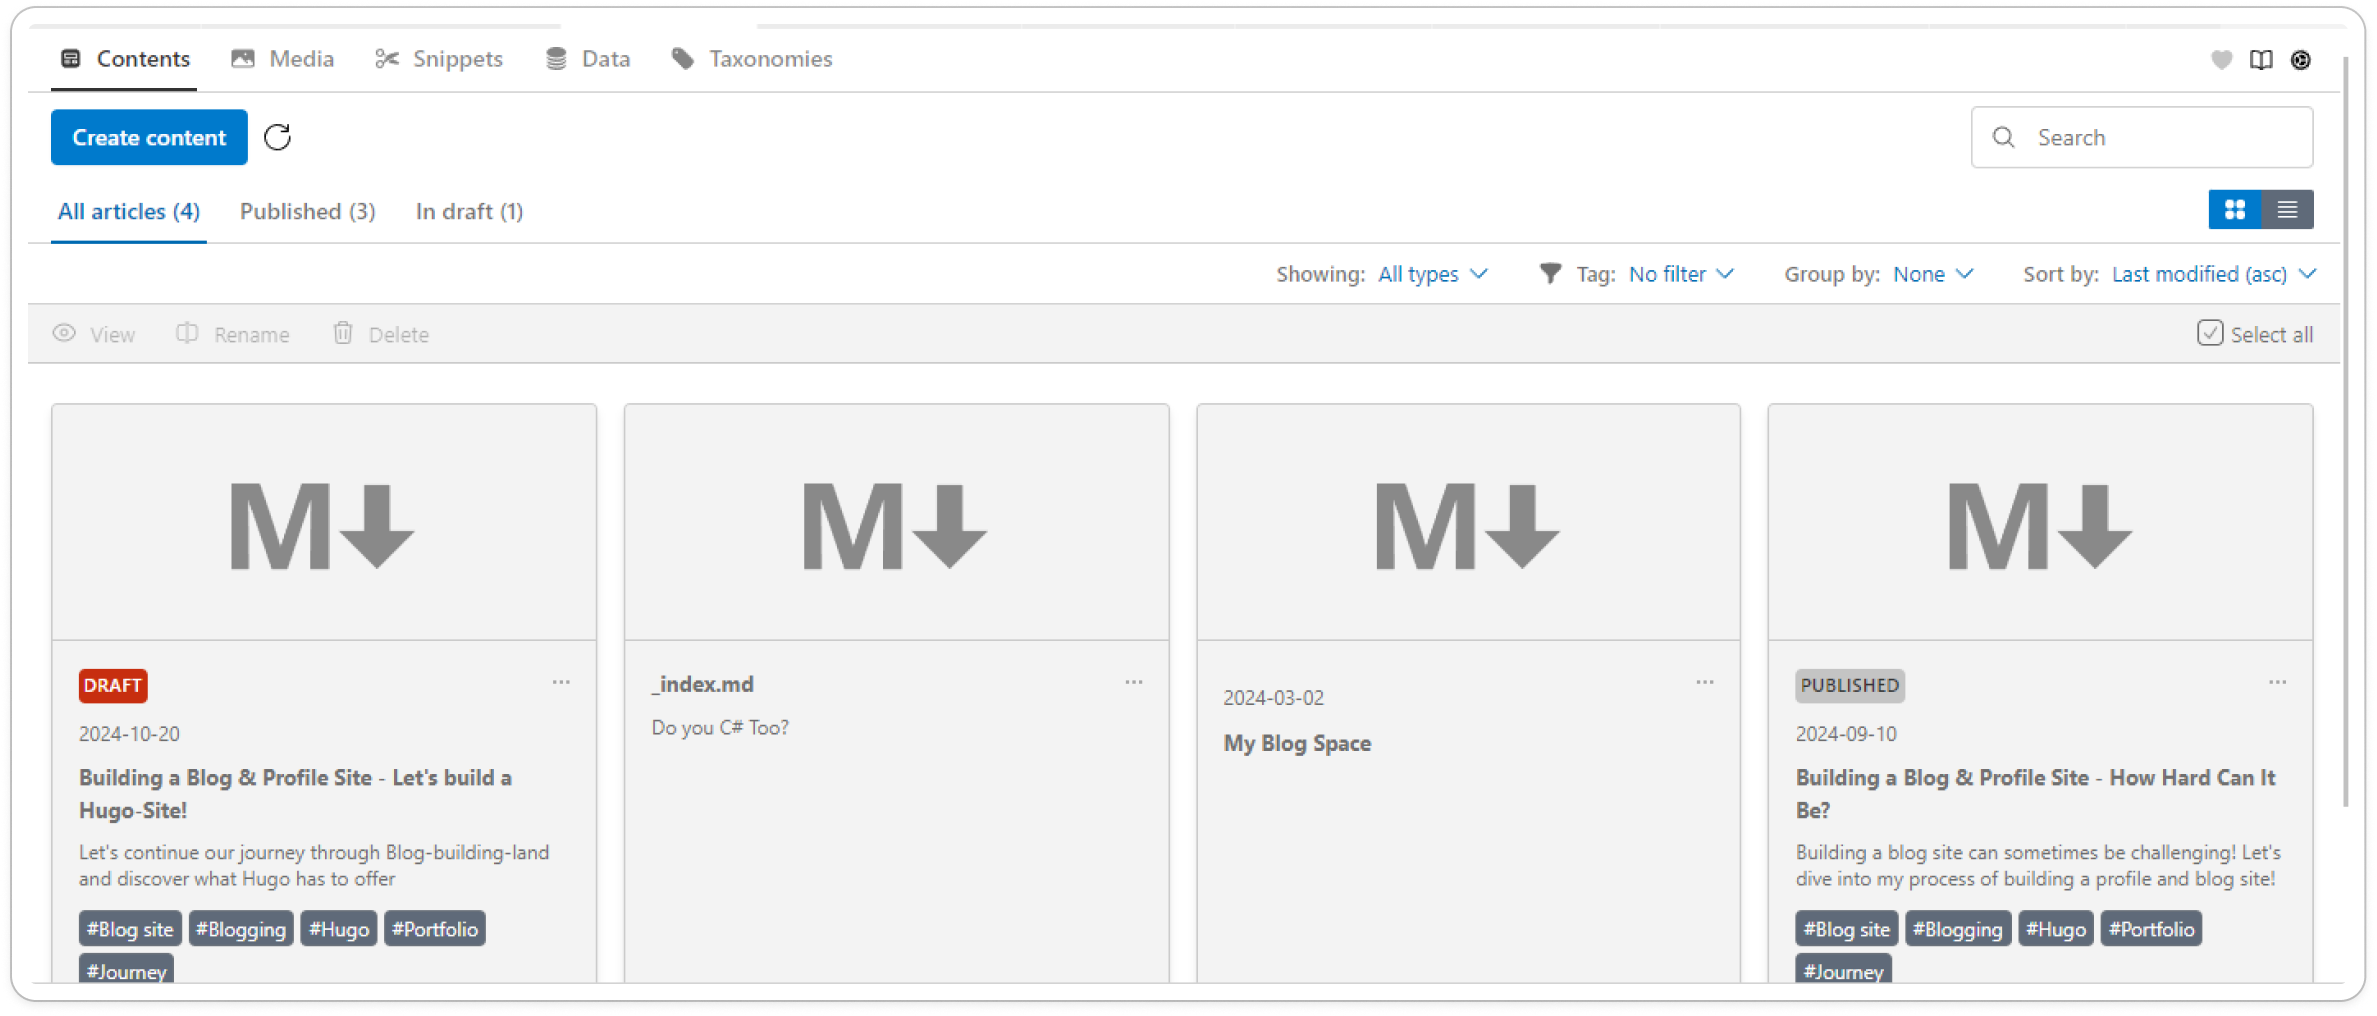 Contents Media Snippets Data Taxonomies
Create content Search
All articles (4) Published (3) In draft (1)
Showing: All types Tag: No filter Group by: None Sort by: Last modified (asc)
View Rename Delete Select all
M
DRAFT
2024-10-20
Building a Blog & Profile Site - Let's build a
Hugo-Site!
Let's continue our journey through Blog-building-land
and discover what Hugo has to offer
#Blog site #Blogging #Hugo #Portfolio
#Journey
M
_index.md
Do you C# Too?
M
2024-03-02
My Blog Space
M
PUBLISHED
2024-09-10
Building a Blog & Profile Site - How Hard Can It
Be?
Building a blog site can sometimes be challenging! Let's
dive into my process of building a profile and blog site!
#Blog site #Blogging #Hugo #Portfolio
#Journey